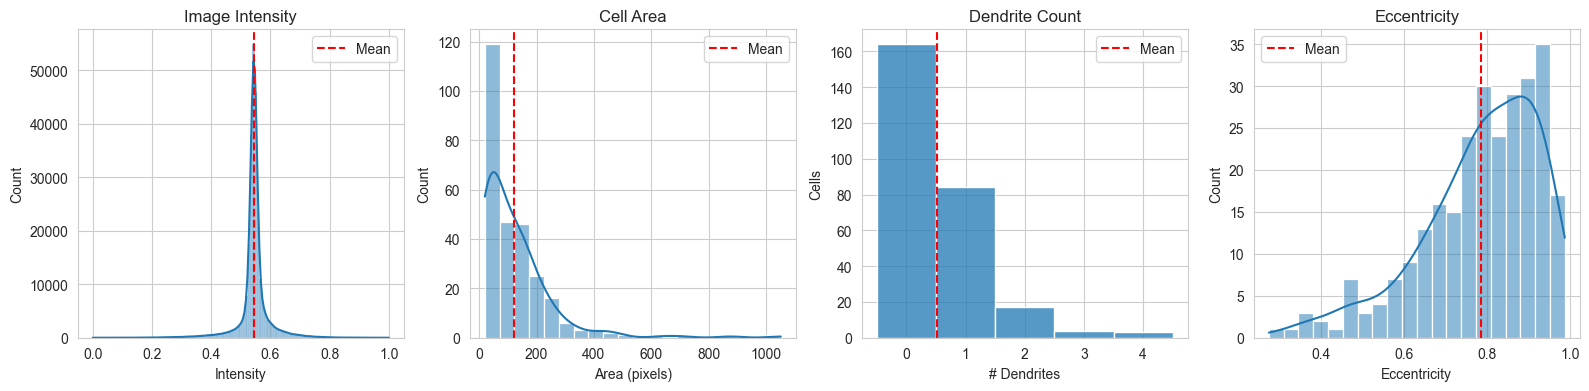 Image Intensity
Mean
50000
40000
30000
20000
10000
0
Count
0.0 0.2 0.4 0.6 0.8 1.0
Intensity
Cell Area
Mean
120
100
80
60
40
20
0
Count
0 200 400 600 800 1000
Area (pixels)
Dendrite Count
Mean
160
140
120
100
80
60
40
20
0
Cells
0 1 2 3 4
# Dendrites
Eccentricity
Mean
35
30
25
20
15
10
5
0
Count
0.4 0.6 0.8 1.0
Eccentricity